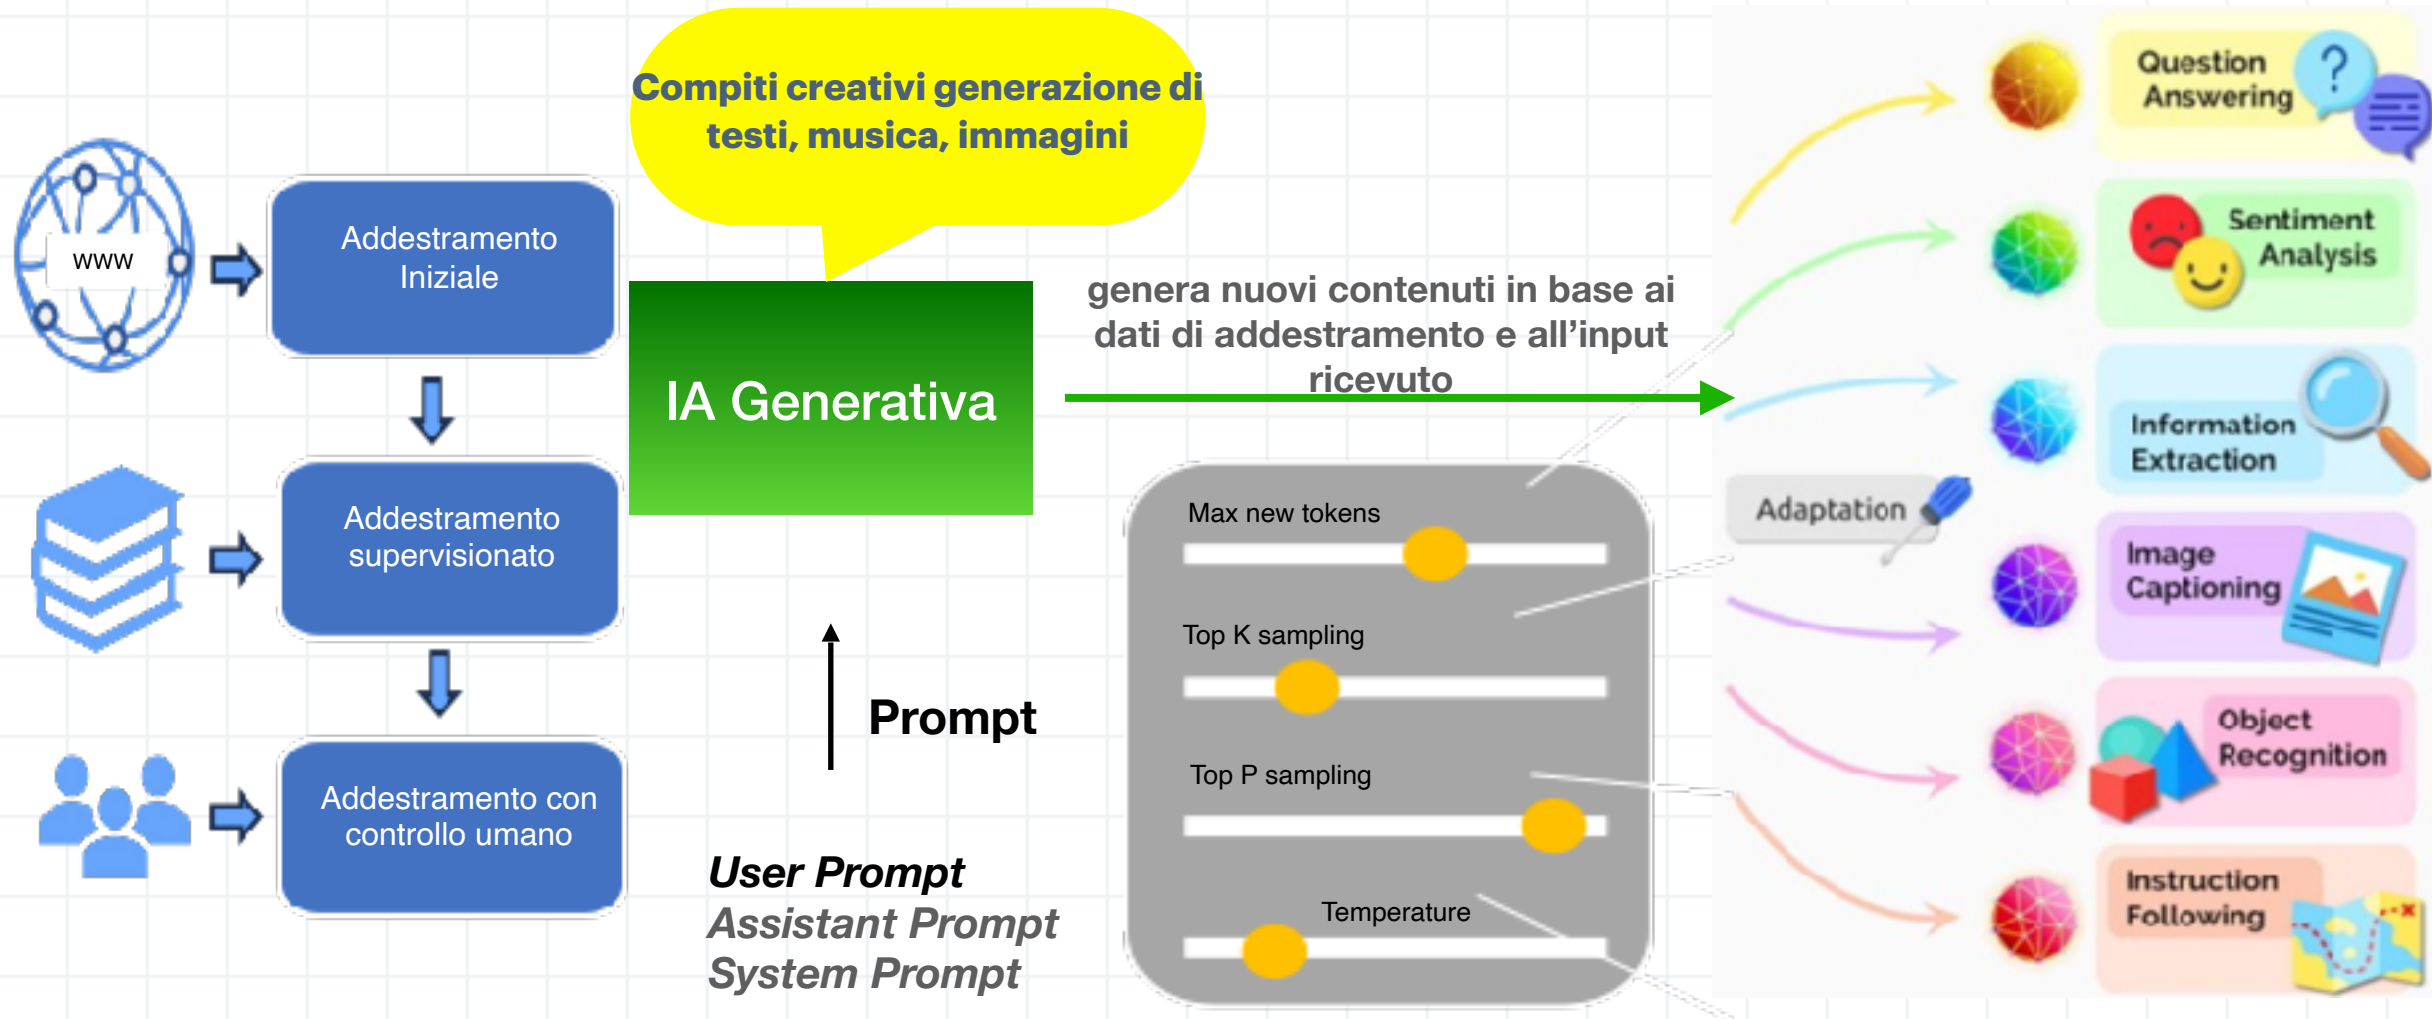 Compiti creativi generazione di
testi, musica, immagini
www
Addestramento
Iniziale
Addestramento
supervisionato
Addestramento con
controllo umano
IA Generativa
Prompt
User Prompt
Assistant Prompt
System Prompt
genera nuovi contenuti in base ai
dati di addestramento e all’input
ricevuto
Max new tokens
Top K sampling
Top P sampling
Temperature
Adaptation
Question
Answering
Sentiment
Analysis
Information
Extraction
Image
Captioning
Object
Recognition
Instruction
Following